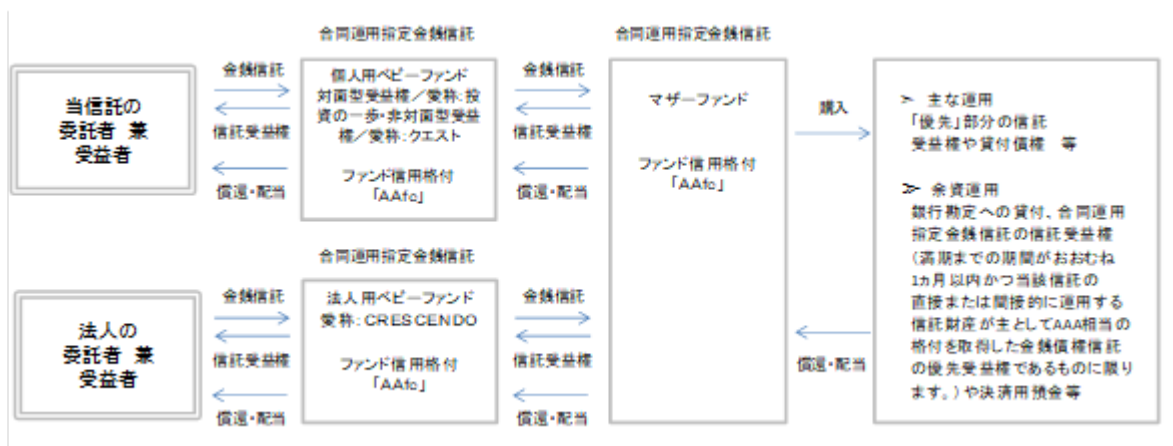 合同運用指定金銭信託
合同運用指定金銭信託
当信託の
委託者 兼
受益者
金銭信託
信託受益権
償還・配当
個人用ベビーファンド
対面型受益権／愛称：投
資の一歩・非対面型受益
権／愛称：クエスト
ファンド信用格付
「AAfc」
金銭信託
信託受益権
償還・配当
マザーファンド
ファンド信用格付
「AAfc」
購入
償還・配当
➢ 主な運用
「優先」部分の信託
受益権や貸付債権 等
➢ 余資運用
銀行勘定への貸付、合同運用
指定金銭信託の信託受益権
（満期までの期間がおおむね
1ヵ月以内かつ当該信託の
直接または間接的に運用する
信託財産が主としてAAA相当の
格付を取得した金銭債権信託
の優先受益権であるものに限り
ます。）や決済用預金等
合同運用指定金銭信託
法人の
委託者 兼
受益者
金銭信託
信託受益権
償還・配当
法人用ベビーファンド
愛称：CRESCENDO
ファンド信用格付
「AAfc」
金銭信託
信託受益権
償還・配当